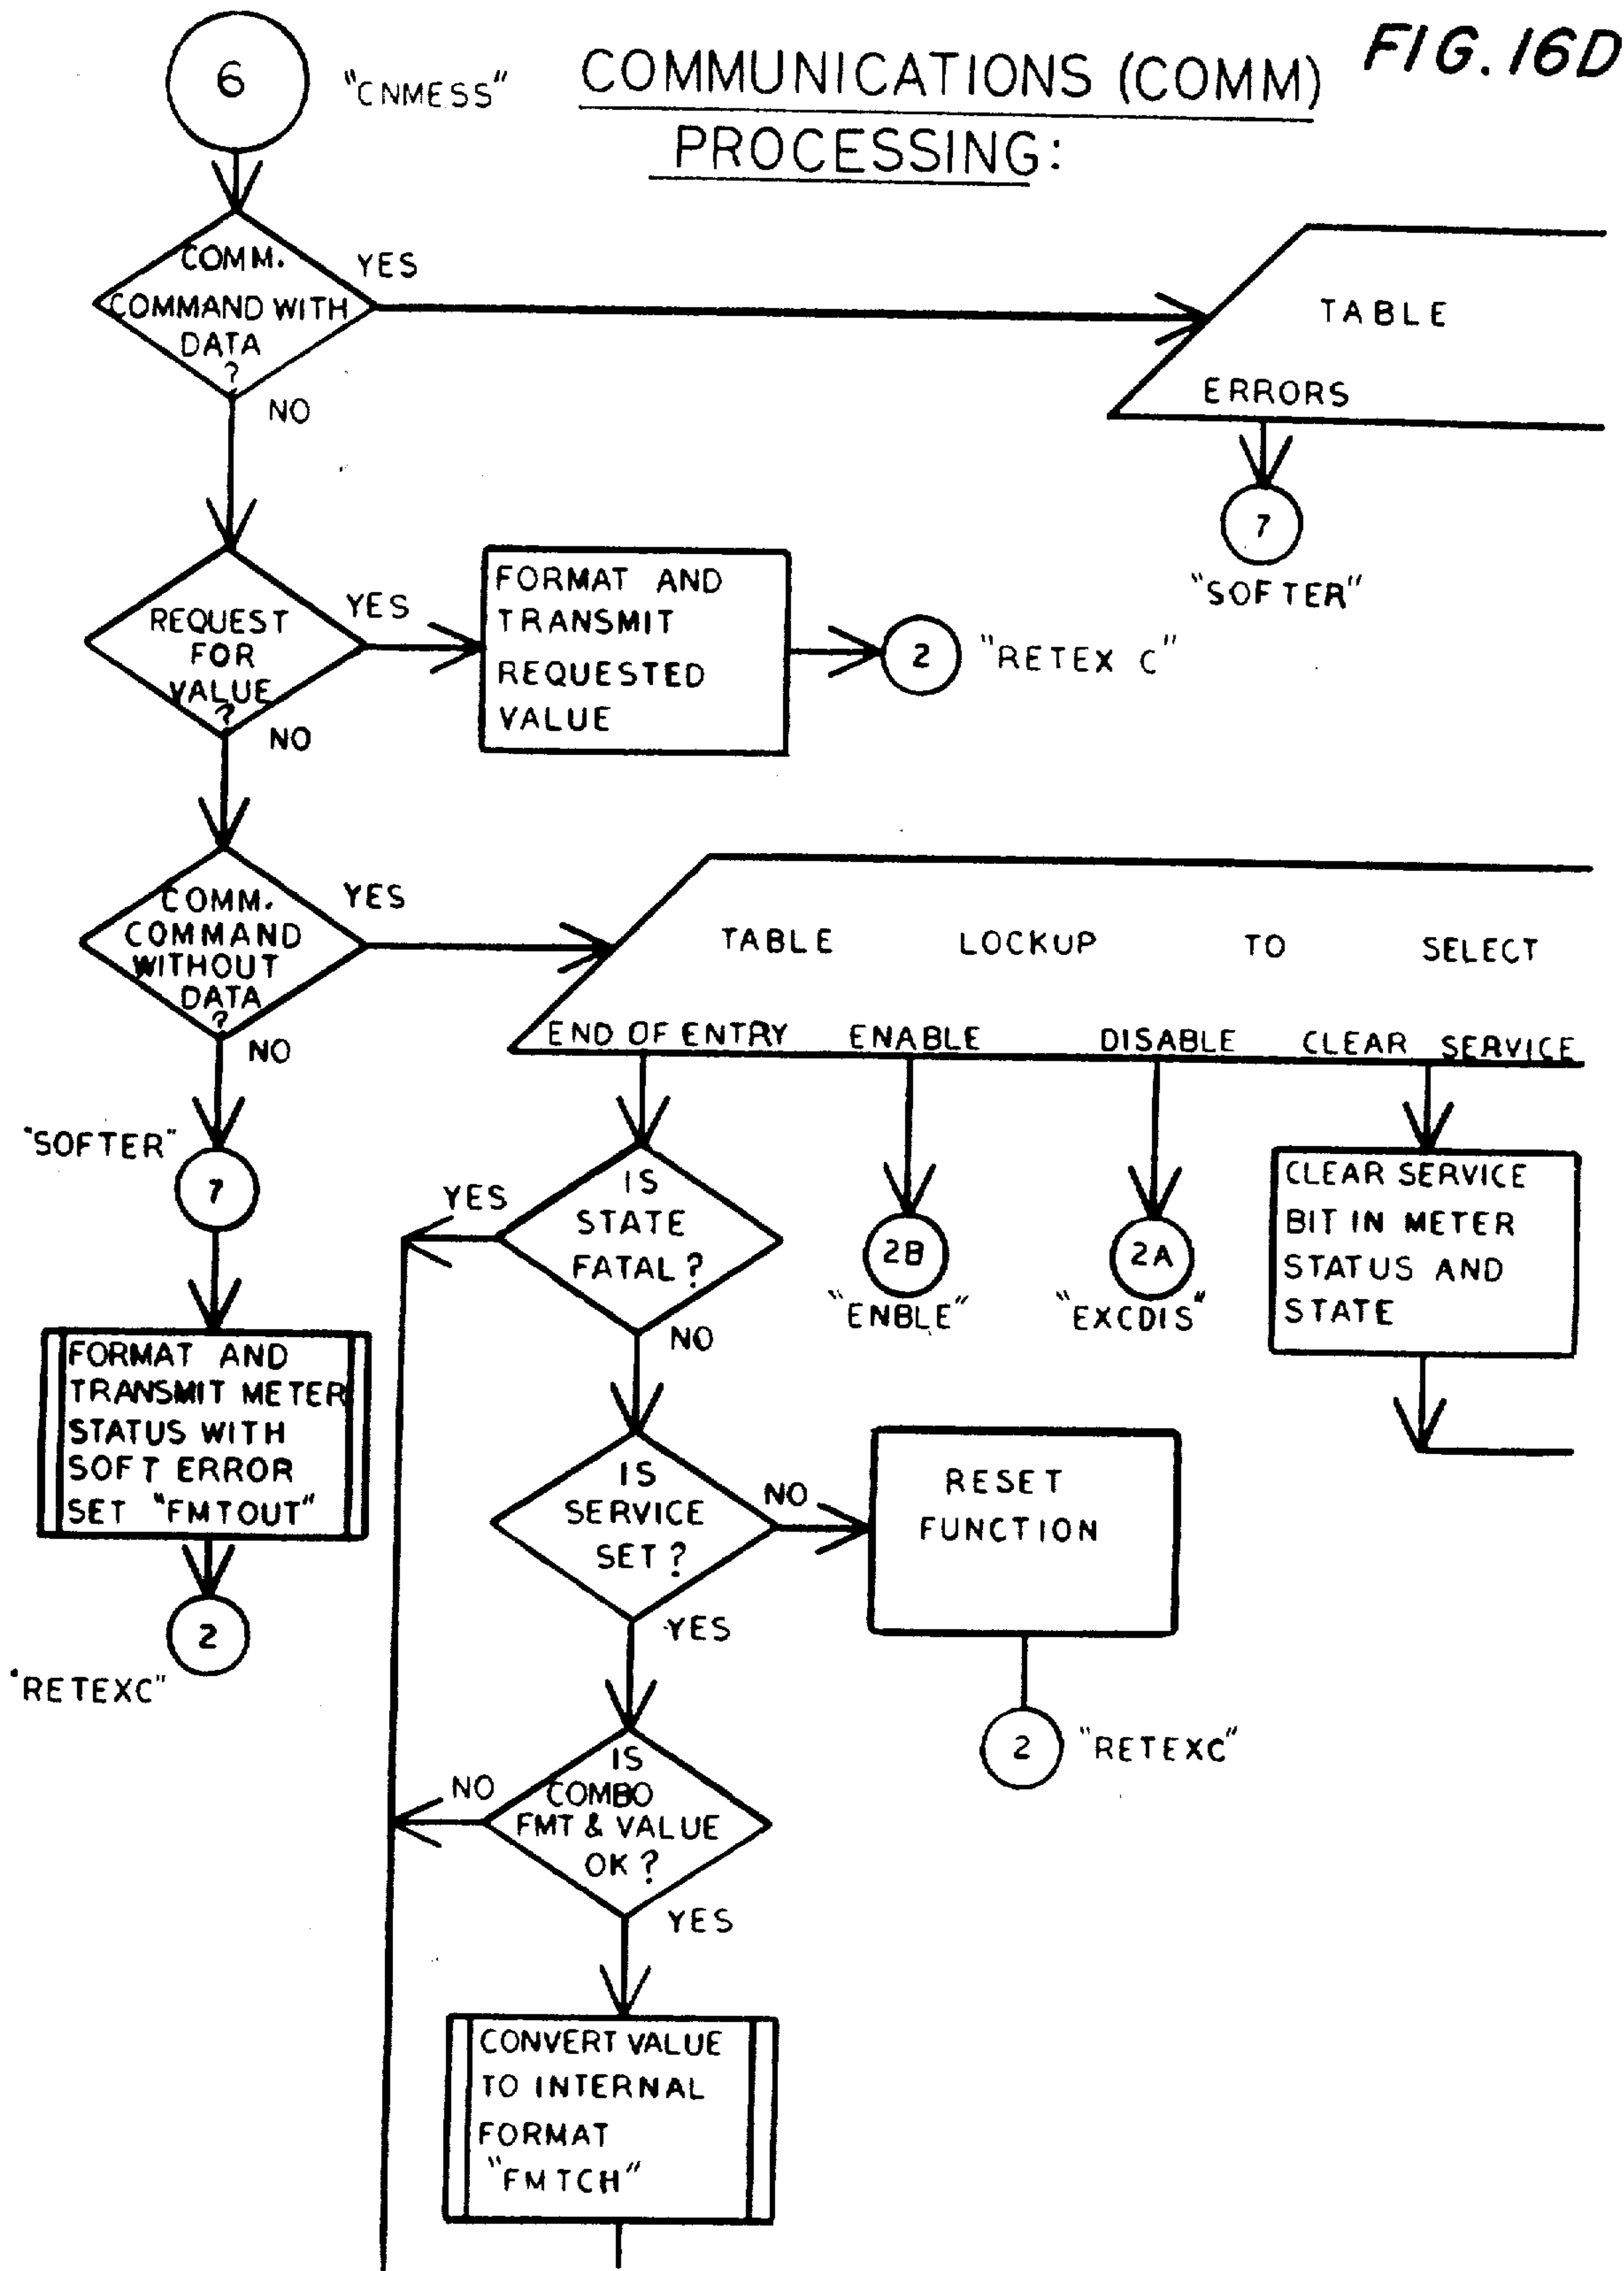 FIG. 16D
6
"CNMESS"
COMMUNICATIONS (COMM)
PROCESSING:
COMM.
COMMAND WITH
DATA
?
YES
NO
TABLE
ERRORS
7
"SOFTER"
REQUEST
FOR
VALUE
?
YES
NO
FORMAT AND
TRANSMIT
REQUESTED
VALUE
2
"RETEX C"
COMM.
COMMAND
WITHOUT
DATA
?
YES
NO
TABLE LOCKUP TO SELECT
END OF ENTRY ENABLE DISABLE CLEAR SERVICE
"SOFTER"
7
FORMAT AND
TRANSMIT METER
STATUS WITH
SOFT ERROR
SET "FMTOUT"
2
"RETEXC"
IS
STATE
FATAL?
YES
NO
2B
"ENBLE"
2A
"EXCDIS"
CLEAR SERVICE
BIT IN METER
STATUS AND
STATE
IS
SERVICE
SET?
NO
YES
RESET
FUNCTION
2
"RETEXC"
IS
COMBO
FMT & VALUE
OK?
NO
YES
CONVERT VALUE
TO INTERNAL
FORMAT
"FMTCH"